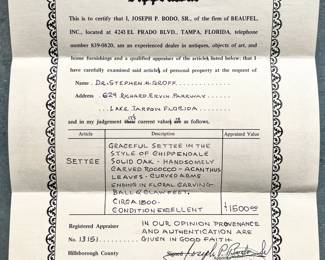 This is to certify that I, JOSEPH P. BODO, SR., of the firm of BEAUFEL,
INC., located at 4243 EL PRADO BLVD., TAMPA, FLORIDA, telephone
number 839-0620, am an experienced dealer in antiques, objects of art, and
home furnishings and a qualified appraiser of the articles listed below; that I
have carefully examined said article of personal property at the request of
Name DR. STEPHEN H. GROFF
Address 629 RICHARD ERVIN PARKWAY
LAKE TARPON FLORIDA
and in my judgement ITS current value IS as follows:
Article Description Appraised Value
SETTEE
GRACEFUL SETTEE IN THE
STYLE OF CHIPPENDALE
SOLID OAK - HANDSOMELY
CARVED ROCOCCO - ACANTHUS
LEAVES - CURVED ARMS
ENDING IN FLORAL CARVING
BALL & CLAW FEET.
CIRCA 1800.
CONDITION EXCELLENT $1500.00
Registered Appraiser IN OUR OPINION PROVENANCE
No. 13151 AND AUTHENTICATION ARE
GIVEN IN GOOD FAITH.
Hillsborough County Signed Joseph P. Bodo Sr.